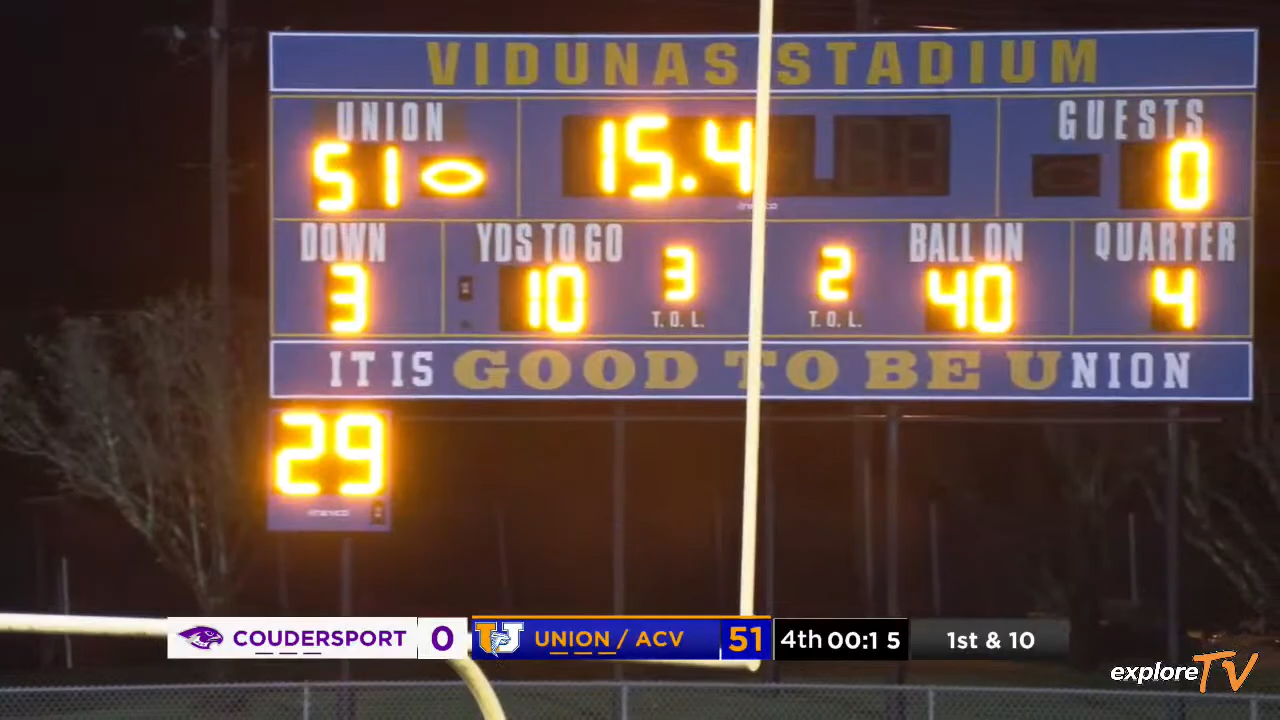 VIDUNAS STADIUM
UNION
GUESTS
51
15.4
0
DOWN
YDS TO GO
BALL ON
QUARTER
3
10
3
2
40
4
T.O.L.
T.O.L.
IT IS GOOD TO BE UNION
29
COUDERSPORT 0 UNION / ACV 51 4th 00:15 1st & 10
exploreTV